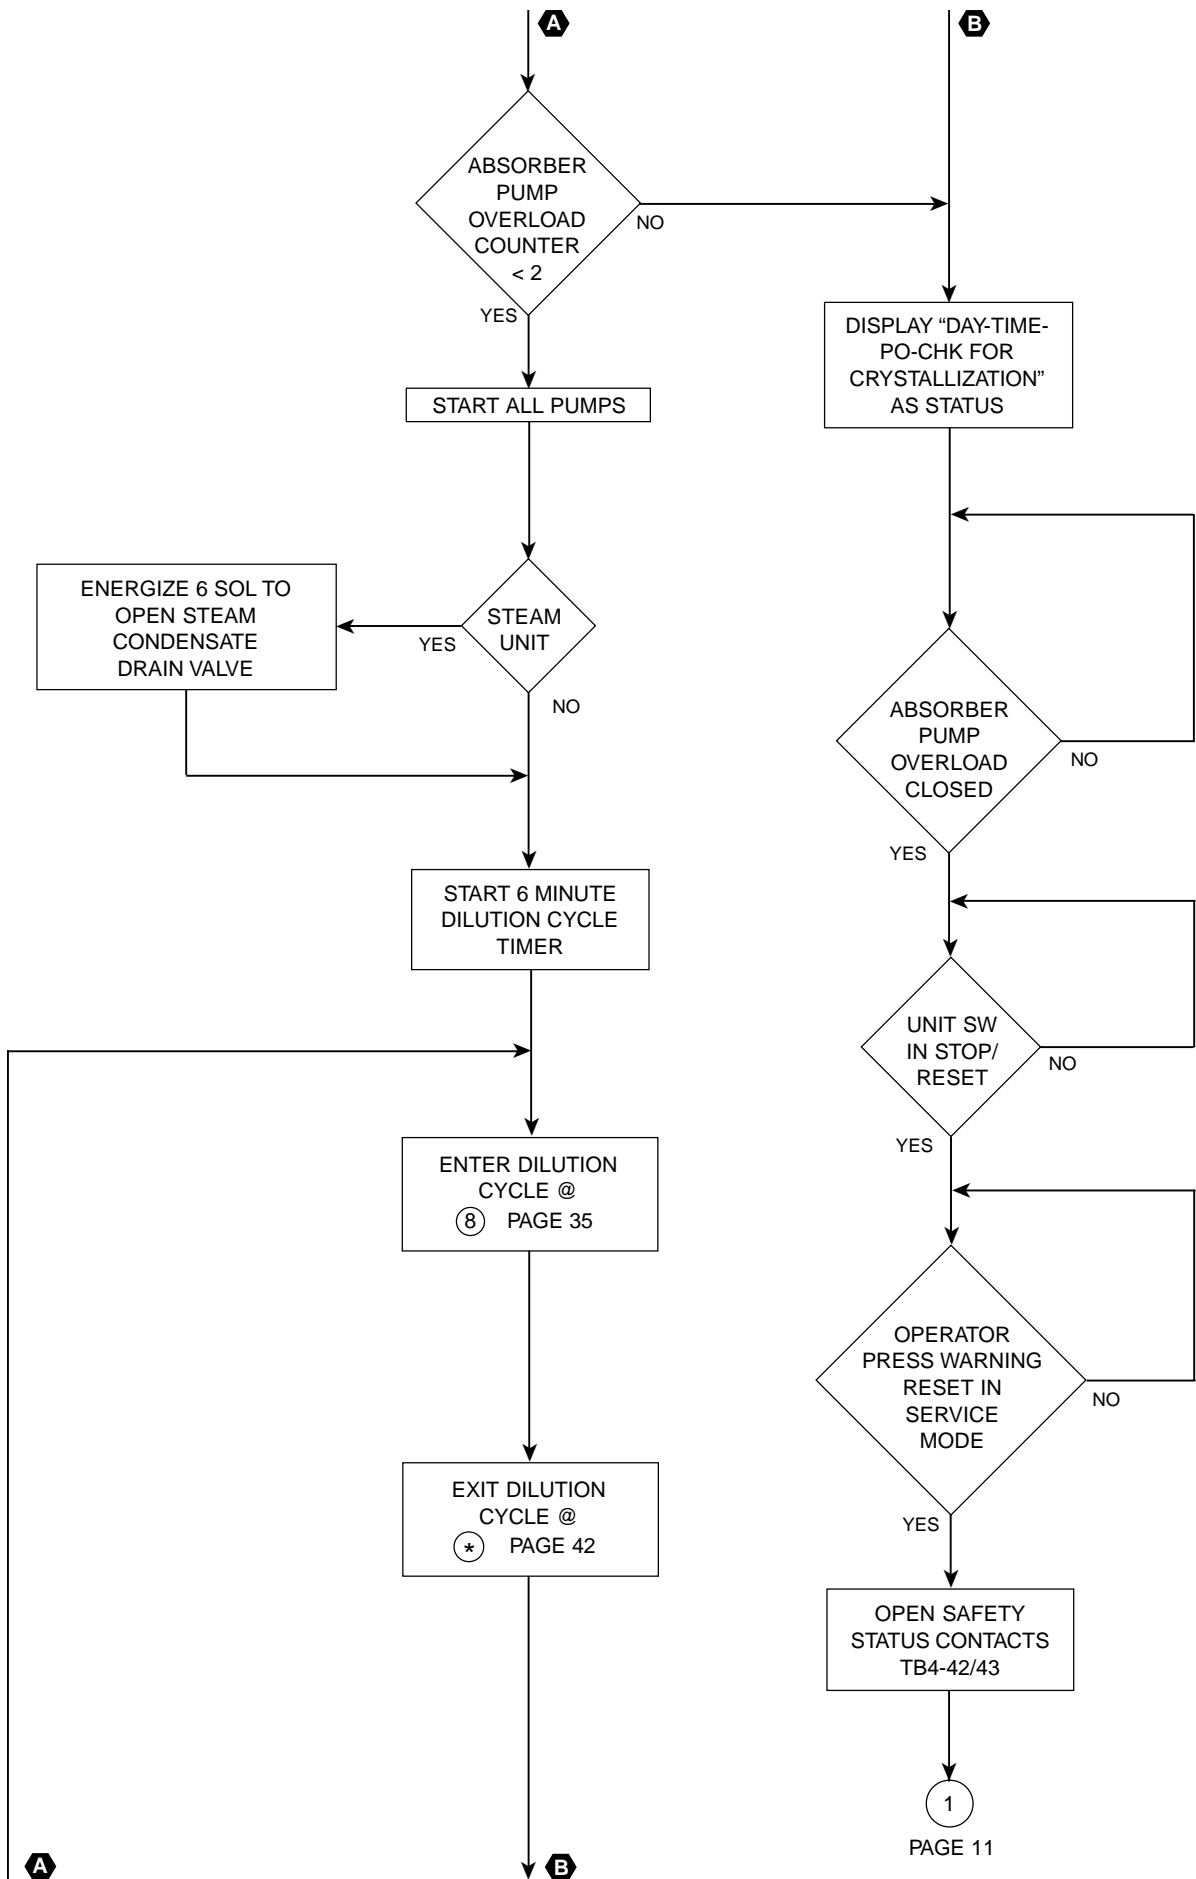 A
ABSORBER
PUMP
OVERLOAD
COUNTER
< 2
NO
YES
START ALL PUMPS
STEAM
UNIT
YES
NO
ENERGIZE 6 SOL TO
OPEN STEAM
CONDENSATE
DRAIN VALVE
START 6 MINUTE
DILUTION CYCLE
TIMER
ENTER DILUTION
CYCLE @
8 PAGE 35
EXIT DILUTION
CYCLE @
* PAGE 42
A
B
B
DISPLAY “DAY-TIME-
PO-CHK FOR
CRYSTALLIZATION”
AS STATUS
ABSORBER
PUMP
OVERLOAD
CLOSED
NO
YES
UNIT SW
IN STOP/
RESET
NO
YES
OPERATOR
PRESS WARNING
RESET IN
SERVICE
MODE
NO
YES
OPEN SAFETY
STATUS CONTACTS
TB4-42/43
1
PAGE 11